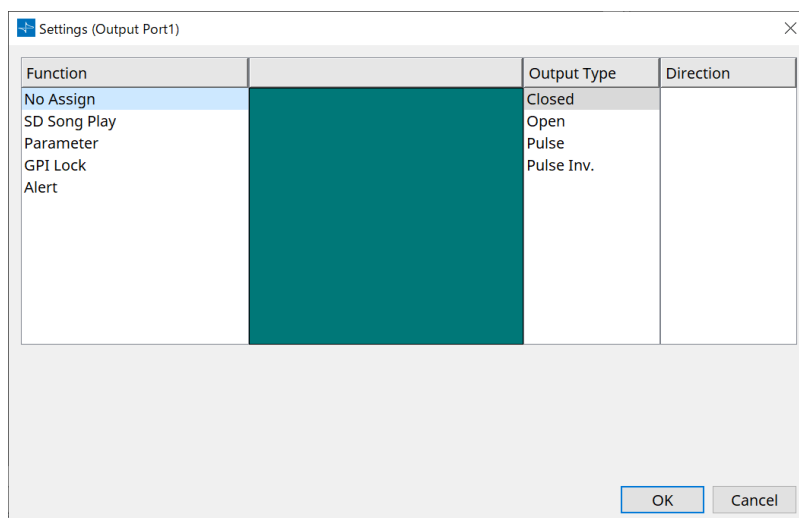 Settings (Output Port1)
Function Output Type Direction
No Assign Closed
SD Song Play Open
Parameter Pulse
GPI Lock Pulse Inv.
Alert
OK Cancel